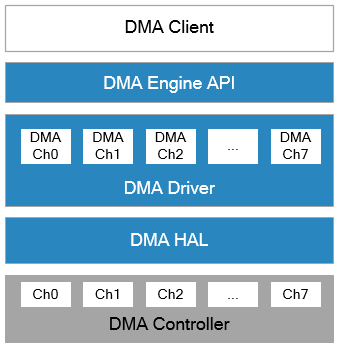 DMA Client
DMA Engine API
DMA Ch0 DMA Ch1 DMA Ch2 ... DMA Ch7
DMA Driver
DMA HAL
Ch0 Ch1 Ch2 ... Ch7
DMA Controller